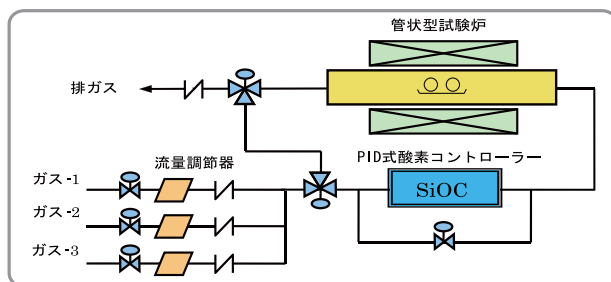 管状型試験炉
排ガス
流量調節器
PID式酸素コントローラー
ガス-1
SiOC
ガス-2
ガス-3